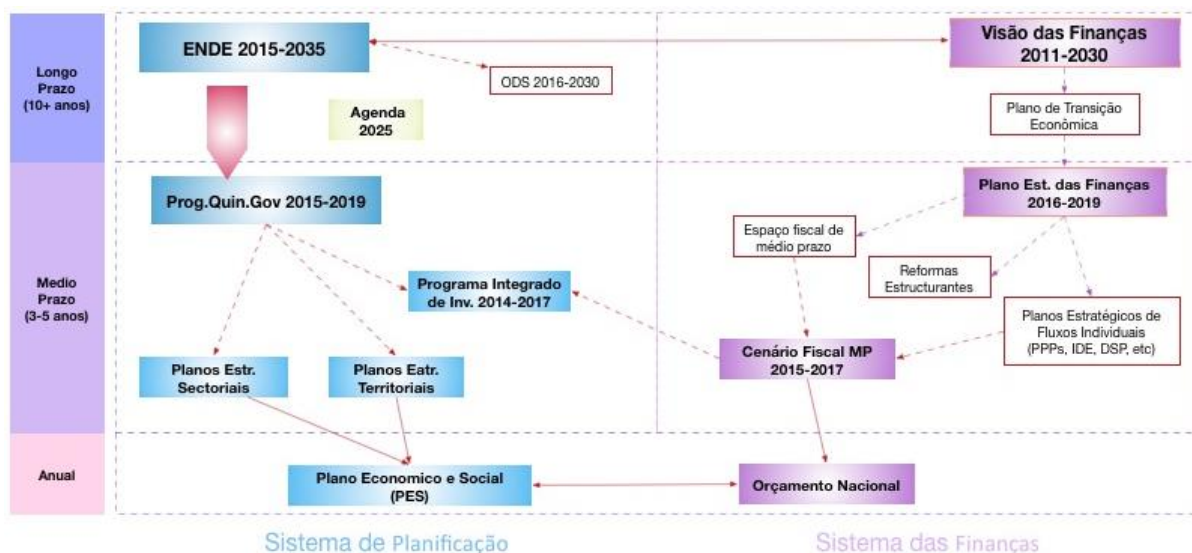 Longo
Prazo
(10+ anos)
ENDE 2015-2035
ODS 2016-2030
Agenda
2025
Visão das Finanças
2011-2030
Plano de Transição
Econômica
Medio
Prazo
(3-5 anos)
Prog.Quin.Gov 2015-2019
Plano Est. das Finanças
2016-2019
Espaço fiscal de
médio prazo
Reformas
Estructurantes
Programa Integrado
de Inv. 2014-2017
Planos Estratégicos de
Fluxos Individuais
(PPPs, IDE, DSP, etc)
Cenário Fiscal MP
2015-2017
Planos Estr.
Sectoriais
Planos Eatr.
Territoriais
Anual
Plano Economico e Social
(PES)
Orçamento Nacional
Sistema de Planificação
Sistema das Finanças